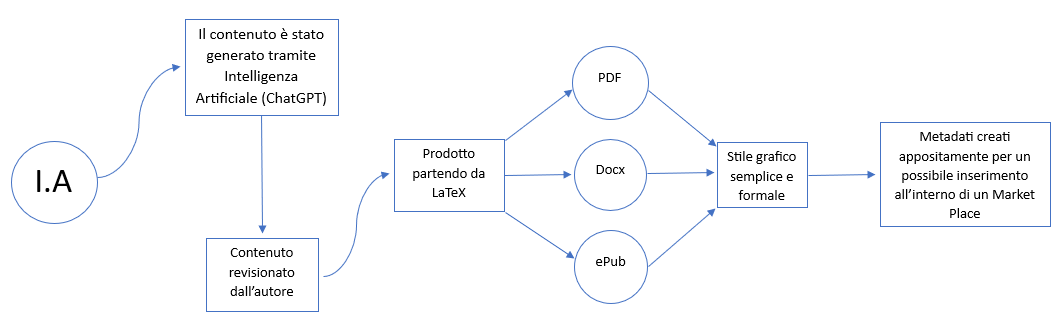 I.A
Il contenuto è stato
generato tramite
Intelligenza
Artificiale (ChatGPT)
Contenuto
revisionato
dall'autore
Prodotto
partendo da
LaTeX
PDF
Docx
ePub
Stile grafico
semplice e
formale
Metadati creati
appositamente per un
possibile inserimento
all'interno di un Market
Place